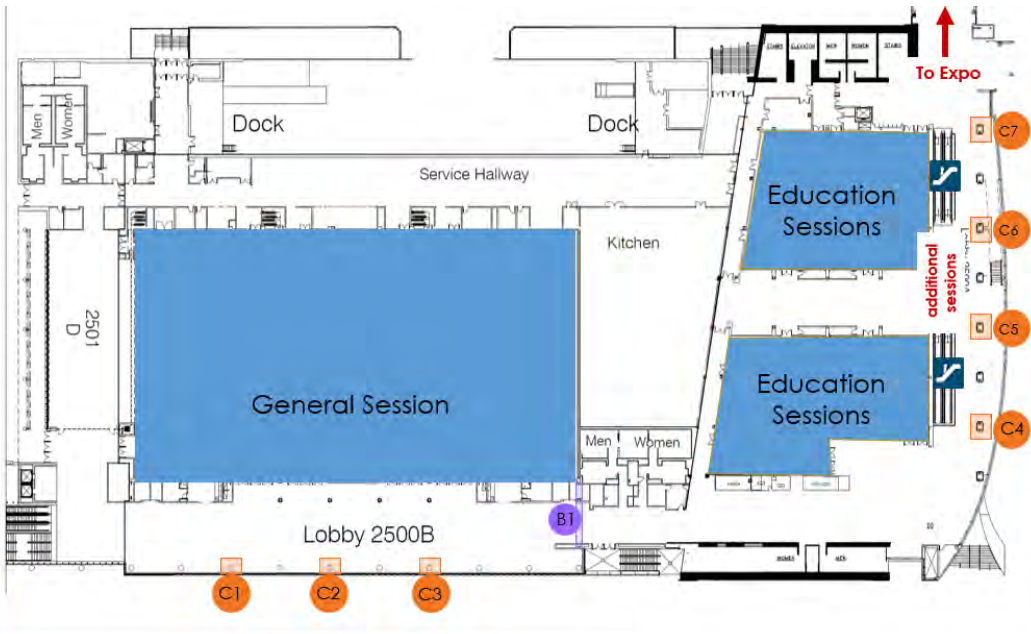 STAIRS
ELEVATOR
MEN
WOMEN
STAIRS
To Expo
Men
Women
Dock
Dock
C7
Service Hallway
Education
Sessions
C6
Kitchen
additional
sessions
2501
D
C5
General Session
Education
Sessions
C4
Men
Women
B1
Lobby 2500B
WOMEN
MEN
C1
C2
C3